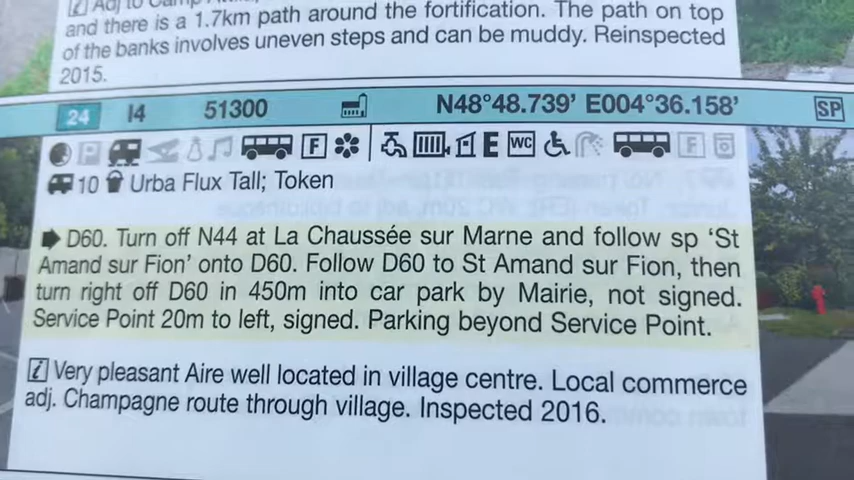 Adj to Camp
and there is a 1.7km path around the fortification. The path on top
of the banks involves uneven steps and can be muddy. Reinspected
2015.
24 I4 51300 N48°48.739' E004°36.158' SP
F E WC F
10 Urba Flux Tall; Token
D60. Turn off N44 at La Chaussée sur Marne and follow sp 'St
Amand sur Fion' onto D60. Follow D60 to St Amand sur Fion, then
turn right off D60 in 450m into car park by Mairie, not signed.
Service Point 20m to left, signed. Parking beyond Service Point.
i Very pleasant Aire well located in village centre. Local commerce
adj. Champagne route through village. Inspected 2016.